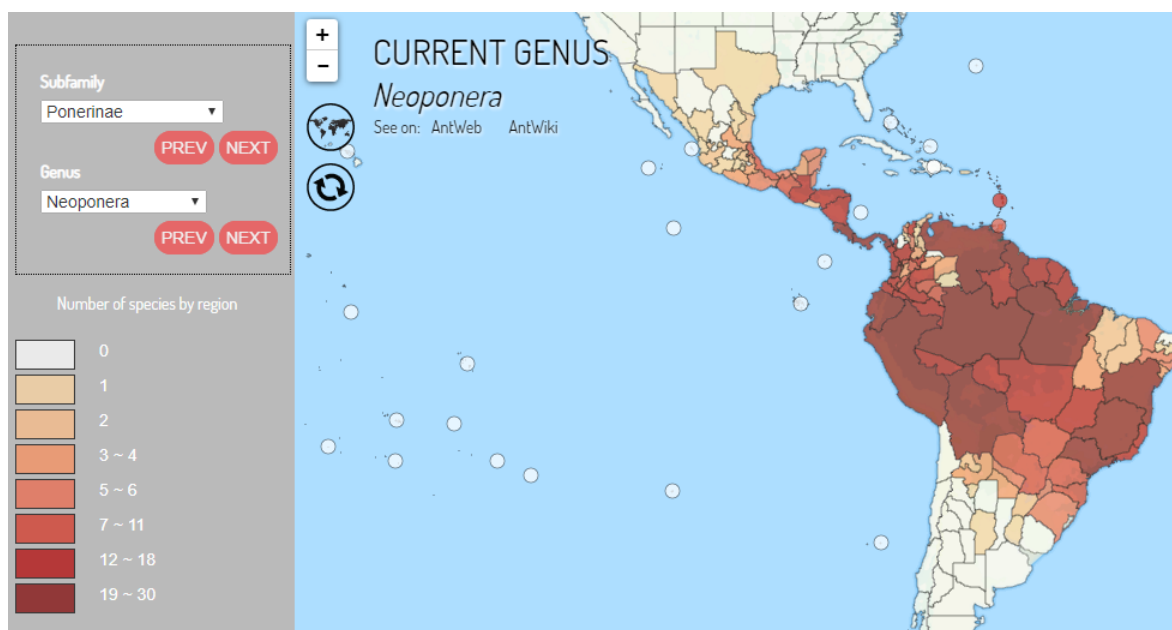 Subfamily
Ponerinae
PREV NEXT
Genus
Neoponera
PREV NEXT
Number of species by region
0
1
2
3 ~ 4
5 ~ 6
7 ~ 11
12 ~ 18
19 ~ 30
+
−
CURRENT GENUS
Neoponera
See on: AntWeb AntWiki